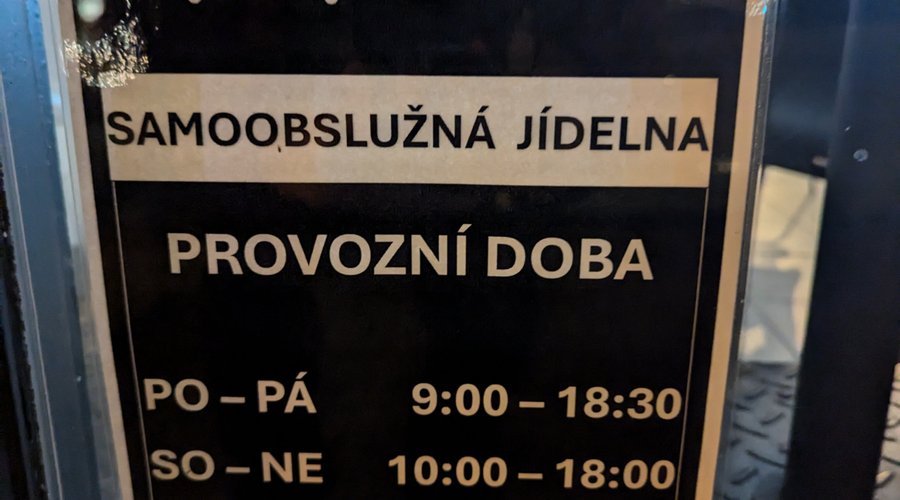 SAMOOBSLUŽNÁ JÍDELNA
PROVOZNÍ DOBA
PO – PÁ 9:00 – 18:30
SO – NE 10:00 – 18:00